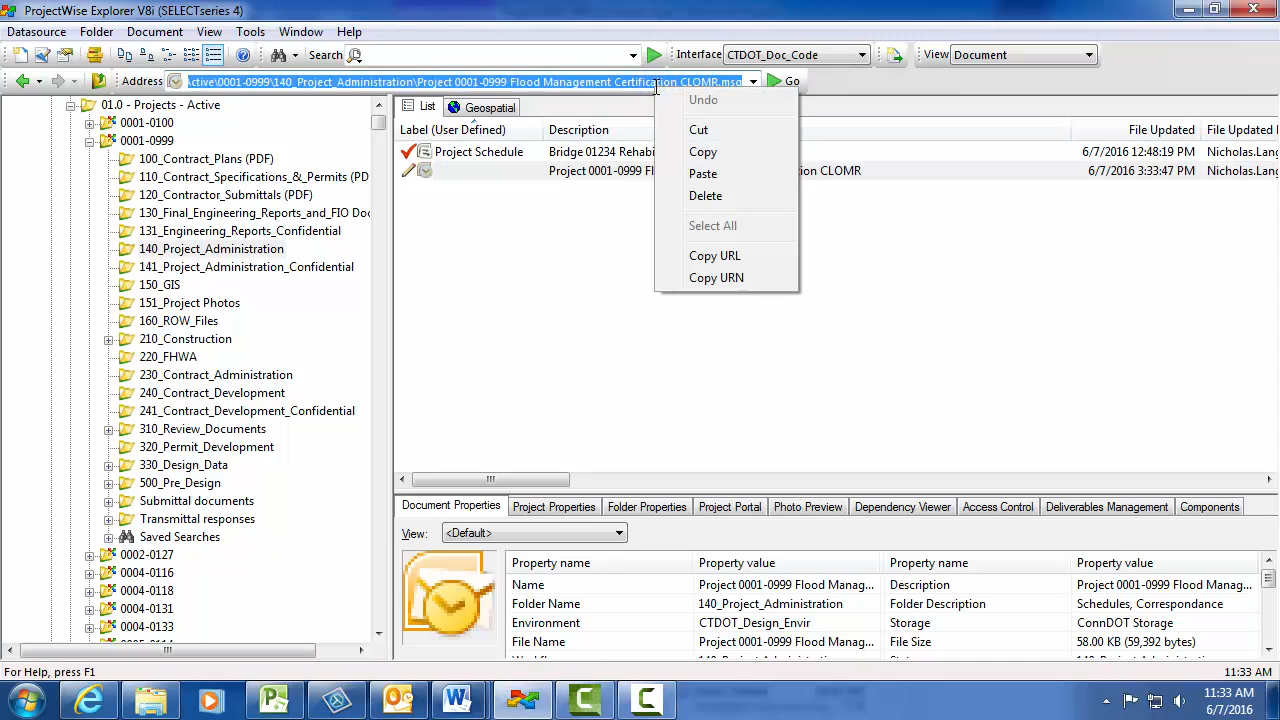 ProjectWise Explorer V8i (SELECTseries 4)
Datasource Folder Document View Tools Window Help
Search Interface CTDOT_Doc_Code View Document
Address Active\0001-0999\140_Project_Administration\Project 0001-0999 Flood Management Certification CLOMR.msg Go
01.0 - Projects - Active
0001-0100
0001-0999
100_Contract_Plans (PDF)
110_Contract_Specifications_&_Permits (PD
120_Contractor_Submittals (PDF)
130_Final_Engineering_Reports_and_FIO Do
131_Engineering_Reports_Confidential
140_Project_Administration
141_Project_Administration_Confidential
150_GIS
151_Project Photos
160_ROW_Files
210_Construction
220_FHWA
230_Contract_Administration
240_Contract_Development
241_Contract_Development_Confidential
310_Review_Documents
320_Permit_Development
330_Design_Data
500_Pre_Design
Submittal documents
Transmittal responses
Saved Searches
0002-0127
0004-0116
0004-0118
0004-0131
0004-0133
List Geospatial
Label (User Defined) Description File Updated File Updated
Project Schedule Bridge 01234 Rehabi 6/7/2016 12:48:19 PM Nicholas.Lang
Project 0001-0999 Fl on CLOMR 6/7/2016 3:33:47 PM Nicholas.Lang
Undo
Cut
Copy
Paste
Delete
Select All
Copy URL
Copy URN
Document Properties Project Properties Folder Properties Project Portal Photo Preview Dependency Viewer Access Control Deliverables Management Components
View: <Default>
Property name Property value Property name Property value
Name Project 0001-0999 Flood Manag... Description Project 0001-0999 Flood Manag...
Folder Name 140_Project_Administration Folder Description Schedules, Correspondance
Environment CTDOT_Design_Envir Storage ConnDOT Storage
File Name Project 0001-0999 Flood Manag... File Size 58.00 KB (59,392 bytes)
For Help, press F1 11:33 AM
11:33 AM
6/7/2016